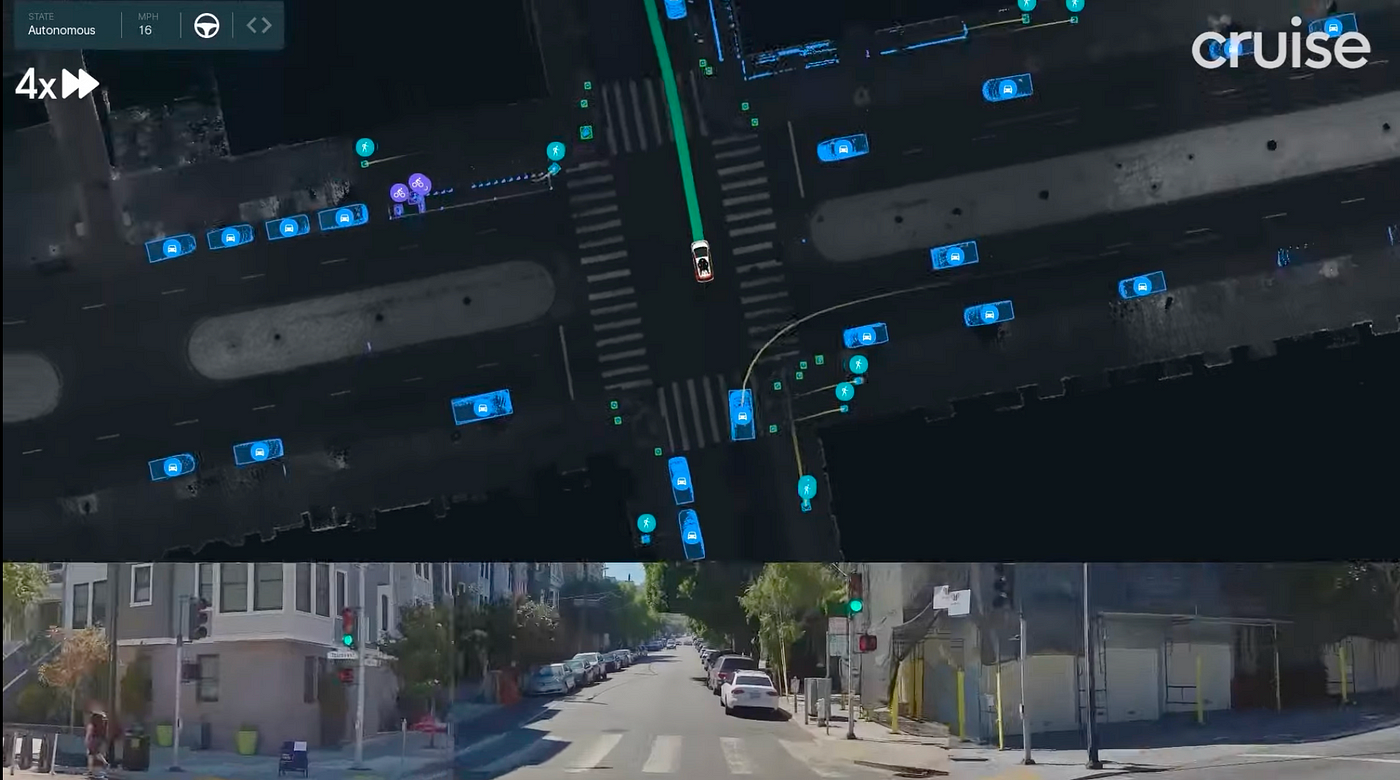 STATE
Autonomous
MPH
16
4x
cruise